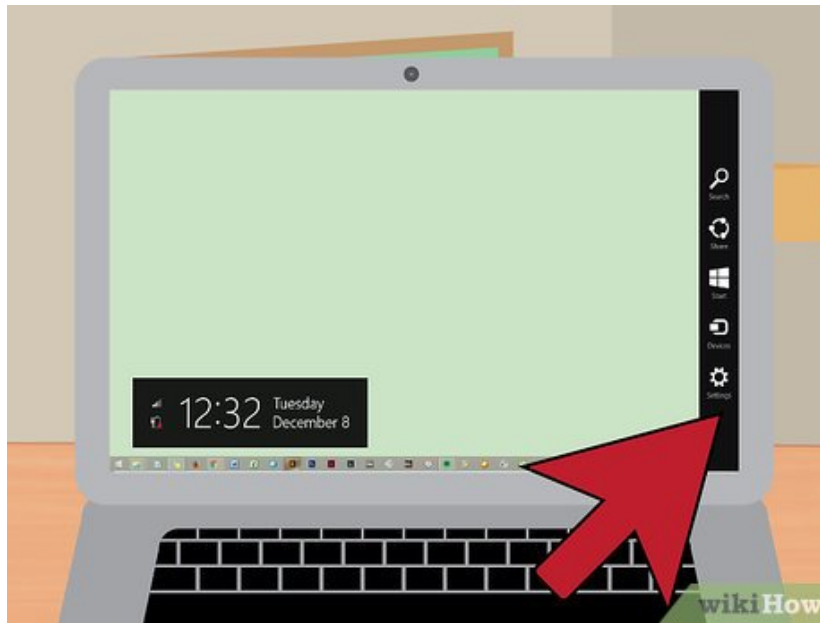 Search
Share
Start
Devices
Settings
12:32
Tuesday
December 8
wikiHow